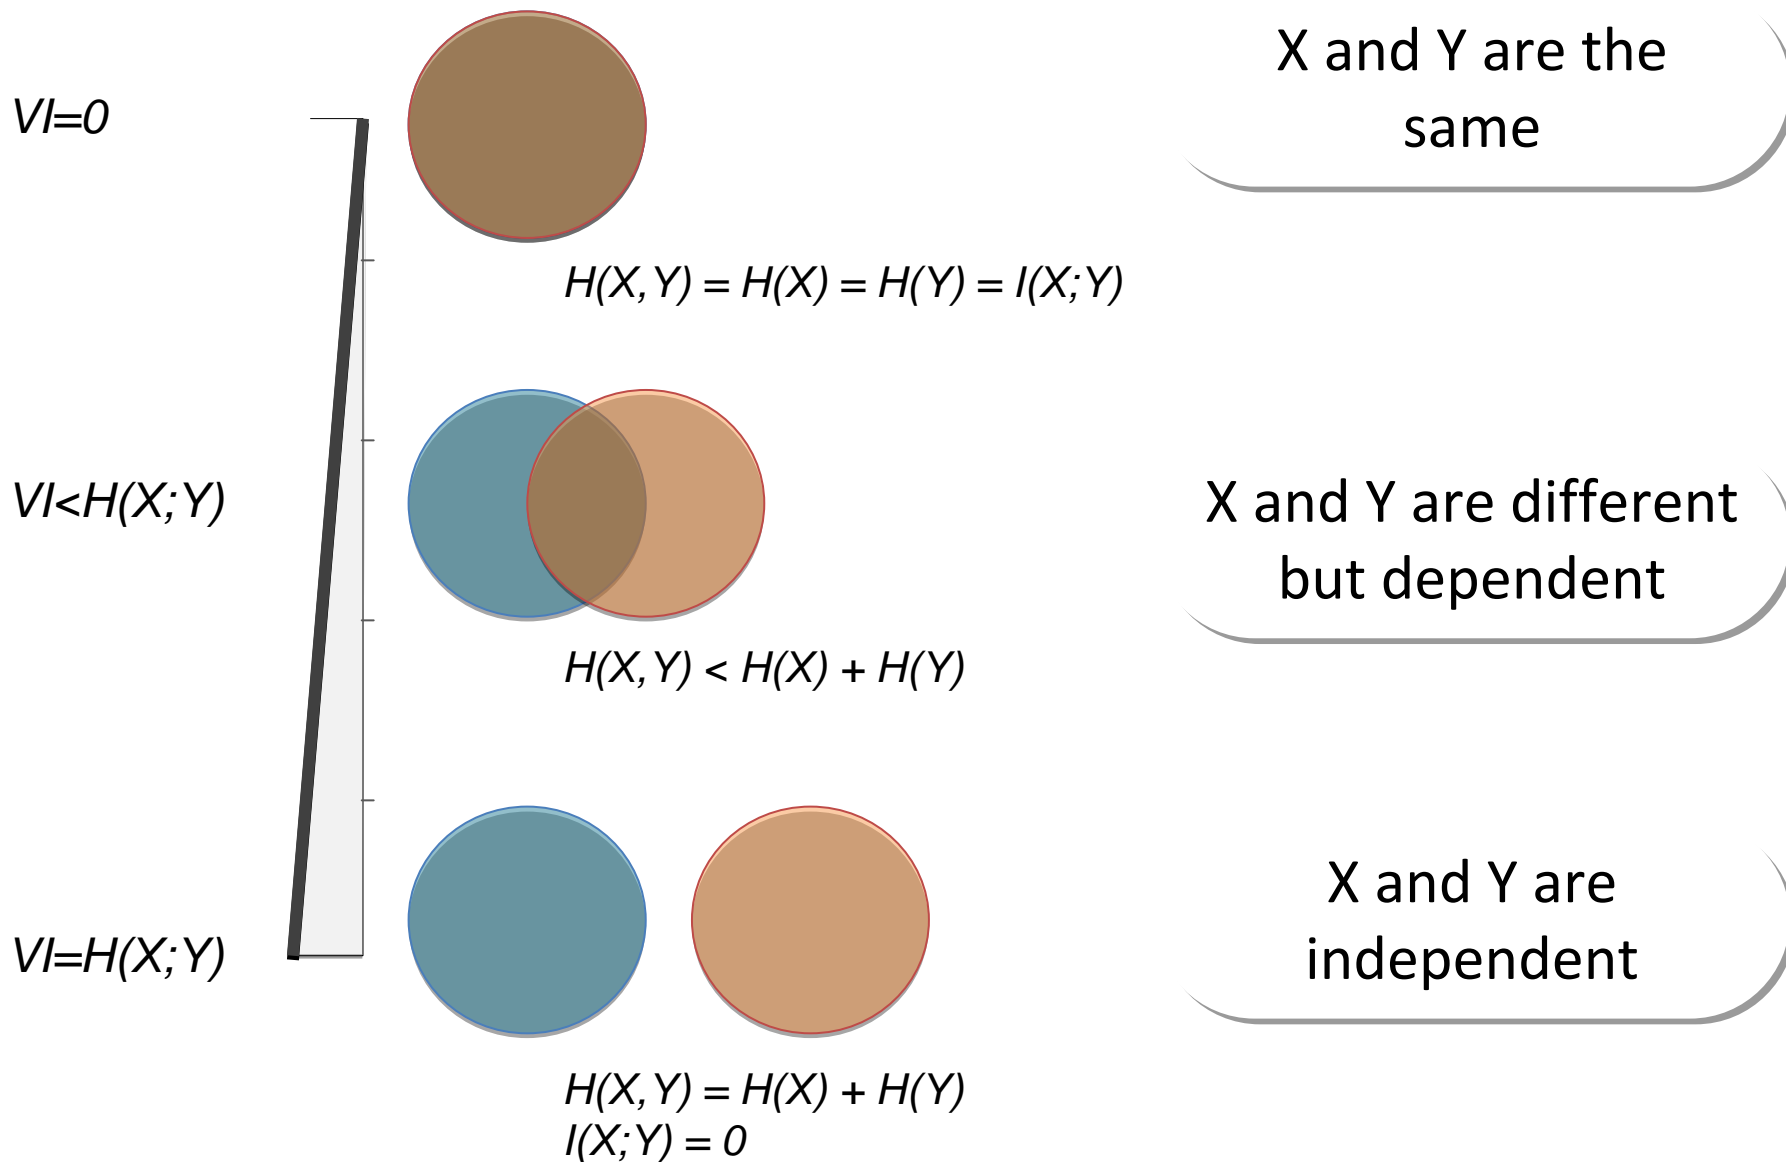 X and Y are the
same
VI=0
H(X,Y) = H(X) = H(Y) = I(X;Y)
VI<H(X;Y)
X and Y are different
but dependent
H(X,Y) < H(X) + H(Y)
X and Y are
independent
VI=H(X;Y)
H(X,Y) = H(X) + H(Y)
I(X;Y) = 0